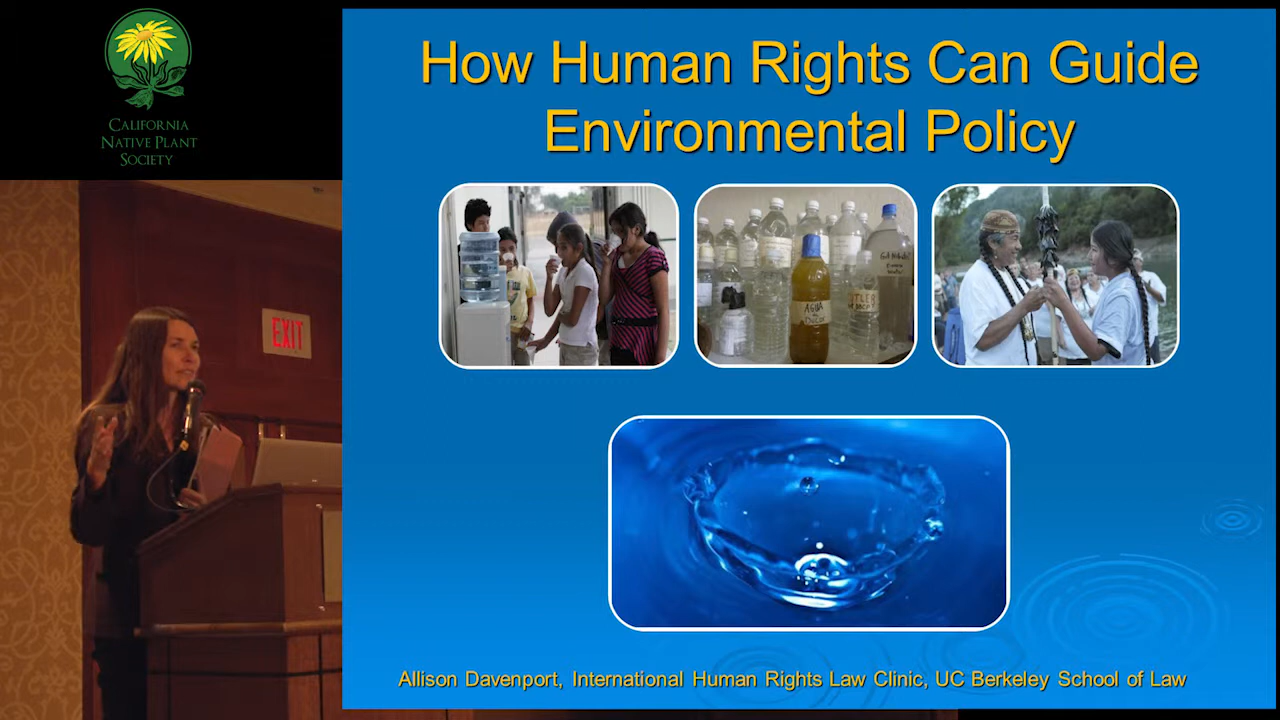 CALIFORNIA
NATIVE PLANT
SOCIETY
How Human Rights Can Guide
Environmental Policy
EXIT
AGUA
Allison Davenport, International Human Rights Law Clinic, UC Berkeley School of Law